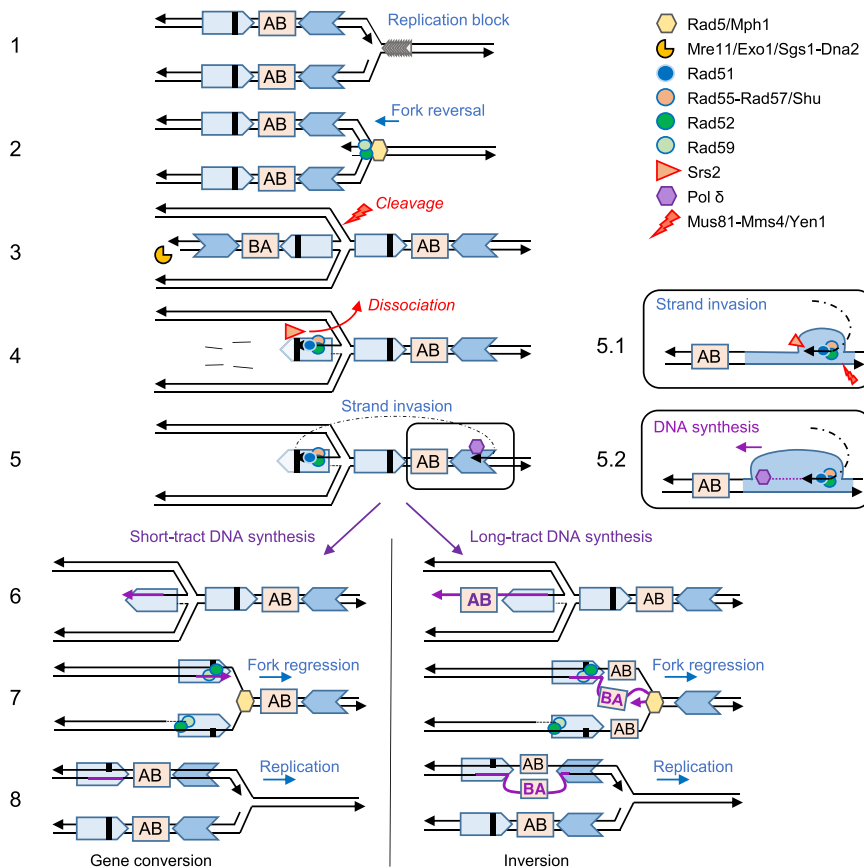 1
AB
Replication block
AB
Rad5/Mph1
Mre11/Exo1/Sgs1-Dna2
Rad51
Rad55-Rad57/Shu
Rad52
Rad59
Srs2
Pol δ
Mus81-Mms4/Yen1
2
AB
Fork reversal
AB
3
Cleavage
BA
AB
4
Dissociation
AB
5.1
Strand invasion
AB
5
Strand invasion
AB
5.2
DNA synthesis
AB
Short-tract DNA synthesis
Long-tract DNA synthesis
6
AB
AB
AB
7
Fork regression
AB
AB
Fork regression
BA
AB
8
AB
Replication
AB
AB
Replication
BA
AB
Gene conversion
Inversion